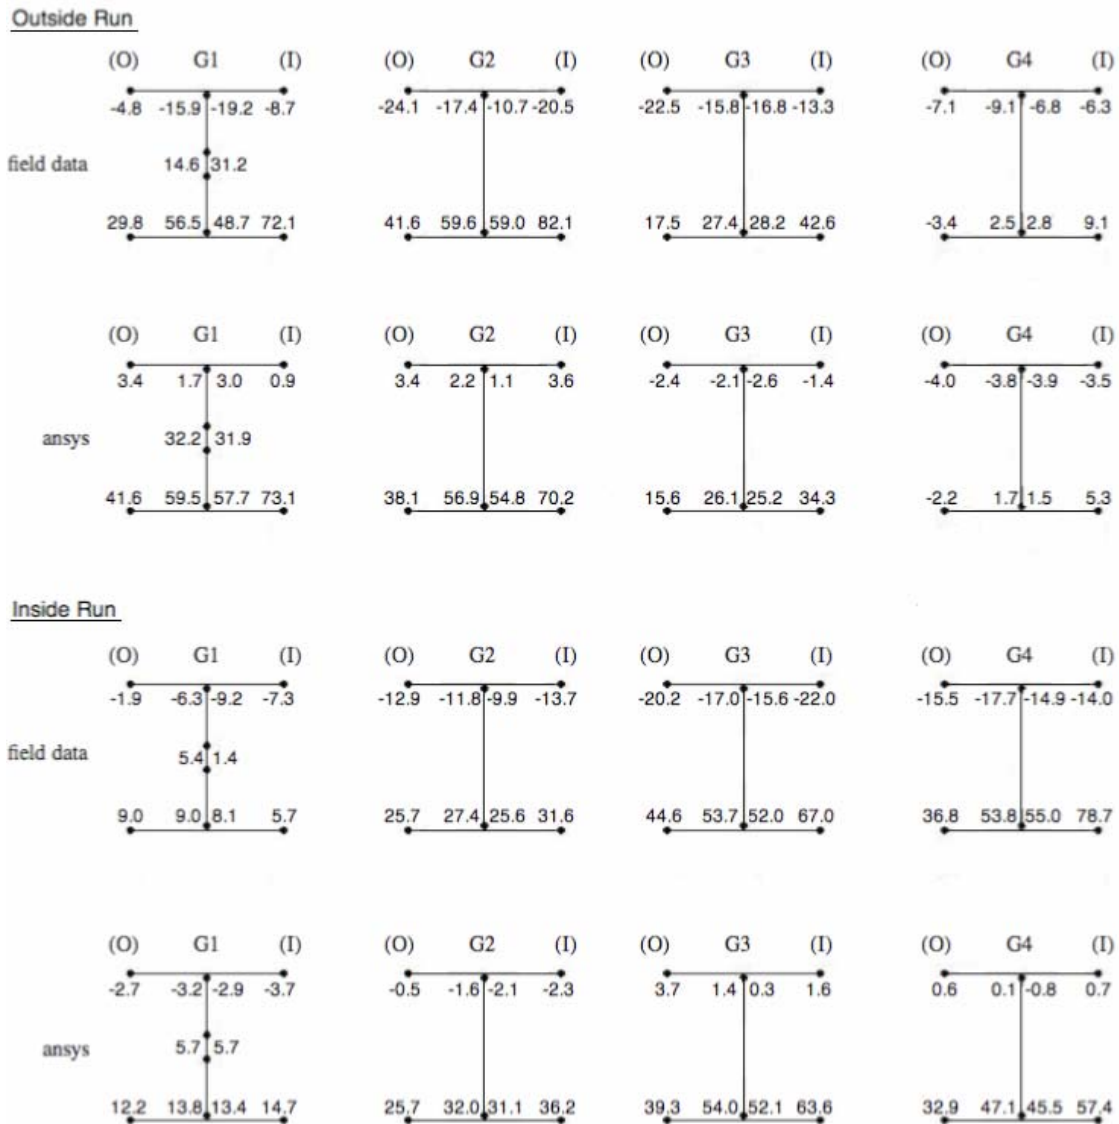 Outside Run
(O) G1 (I) (O) G2 (I) (O) G3 (I) (O) G4 (I)
-4.8 -15.9 -19.2 -8.7 -24.1 -17.4 -10.7 -20.5 -22.5 -15.8 -16.8 -13.3 -7.1 -9.1 -6.8 -6.3
field data 14.6 31.2
29.8 56.5 48.7 72.1 41.6 59.6 59.0 82.1 17.5 27.4 28.2 42.6 -3.4 2.5 2.8 9.1
(O) G1 (I) (O) G2 (I) (O) G3 (I) (O) G4 (I)
3.4 1.7 3.0 0.9 3.4 2.2 1.1 3.6 -2.4 -2.1 -2.6 -1.4 -4.0 -3.8 -3.9 -3.5
ansys 32.2 31.9
41.6 59.5 57.7 73.1 38.1 56.9 54.8 70.2 15.6 26.1 25.2 34.3 -2.2 1.7 1.5 5.3
Inside Run
(O) G1 (I) (O) G2 (I) (O) G3 (I) (O) G4 (I)
-1.9 -6.3 -9.2 -7.3 -12.9 -11.8 -9.9 -13.7 -20.2 -17.0 -15.6 -22.0 -15.5 -17.7 -14.9 -14.0
field data 5.4 1.4
9.0 9.0 8.1 5.7 25.7 27.4 25.6 31.6 44.6 53.7 52.0 67.0 36.8 53.8 55.0 78.7
(O) G1 (I) (O) G2 (I) (O) G3 (I) (O) G4 (I)
-2.7 -3.2 -2.9 -3.7 -0.5 -1.6 -2.1 -2.3 3.7 1.4 0.3 1.6 0.6 0.1 -0.8 0.7
ansys 5.7 5.7
12.2 13.8 13.4 14.7 25.7 32.0 31.1 36.2 39.3 54.0 52.1 63.6 32.9 47.1 45.5 57.4